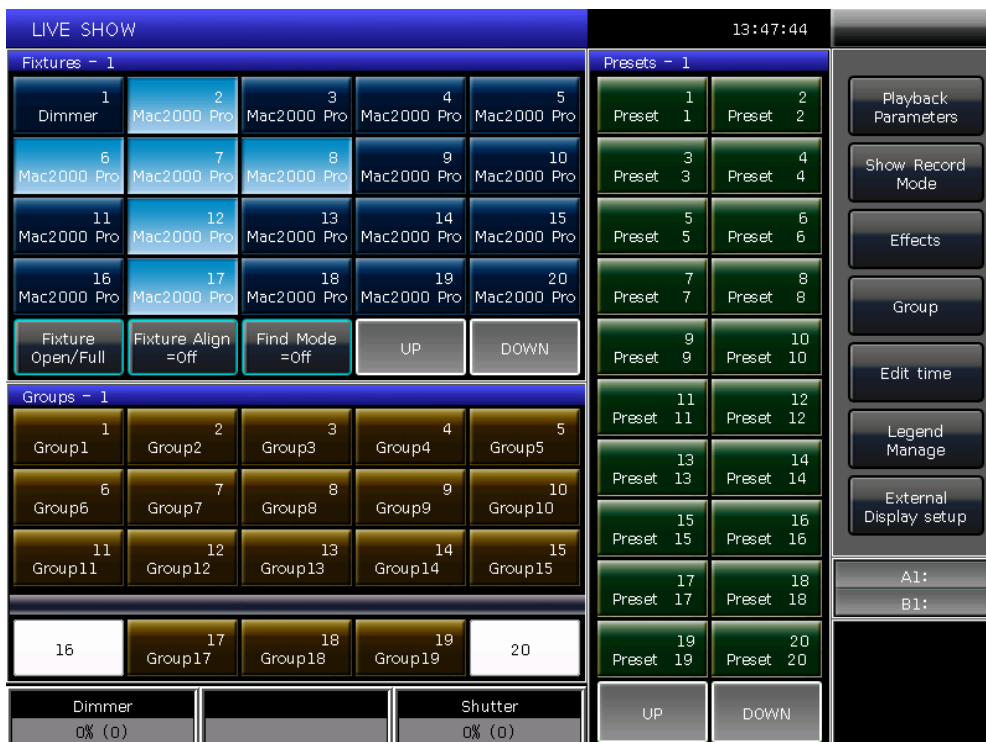 LIVE SHOW
13:47:44
Fixtures - 1
1
Dimmer
2
Mac2000 Pro
3
Mac2000 Pro
4
Mac2000 Pro
5
Mac2000 Pro
6
Mac2000 Pro
7
Mac2000 Pro
8
Mac2000 Pro
9
Mac2000 Pro
10
Mac2000 Pro
11
Mac2000 Pro
12
Mac2000 Pro
13
Mac2000 Pro
14
Mac2000 Pro
15
Mac2000 Pro
16
Mac2000 Pro
17
Mac2000 Pro
18
Mac2000 Pro
19
Mac2000 Pro
20
Mac2000 Pro
Fixture
Open/Full
Fixture Align
=Off
Find Mode
=Off
UP
DOWN
Groups - 1
1
Group1
2
Group2
3
Group3
4
Group4
5
Group5
6
Group6
7
Group7
8
Group8
9
Group9
10
Group10
11
Group11
12
Group12
13
Group13
14
Group14
15
Group15
16
17
Group17
18
Group18
19
Group19
20
Dimmer
0% (0)
Shutter
0% (0)
Presets - 1
1
Preset 1
2
Preset 2
3
Preset 3
4
Preset 4
5
Preset 5
6
Preset 6
7
Preset 7
8
Preset 8
9
Preset 9
10
Preset 10
11
Preset 11
12
Preset 12
13
Preset 13
14
Preset 14
15
Preset 15
16
Preset 16
17
Preset 17
18
Preset 18
19
Preset 19
20
Preset 20
UP
DOWN
Playback
Parameters
Show Record
Mode
Effects
Group
Edit time
Legend
Manage
External
Display setup
A1:
B1: